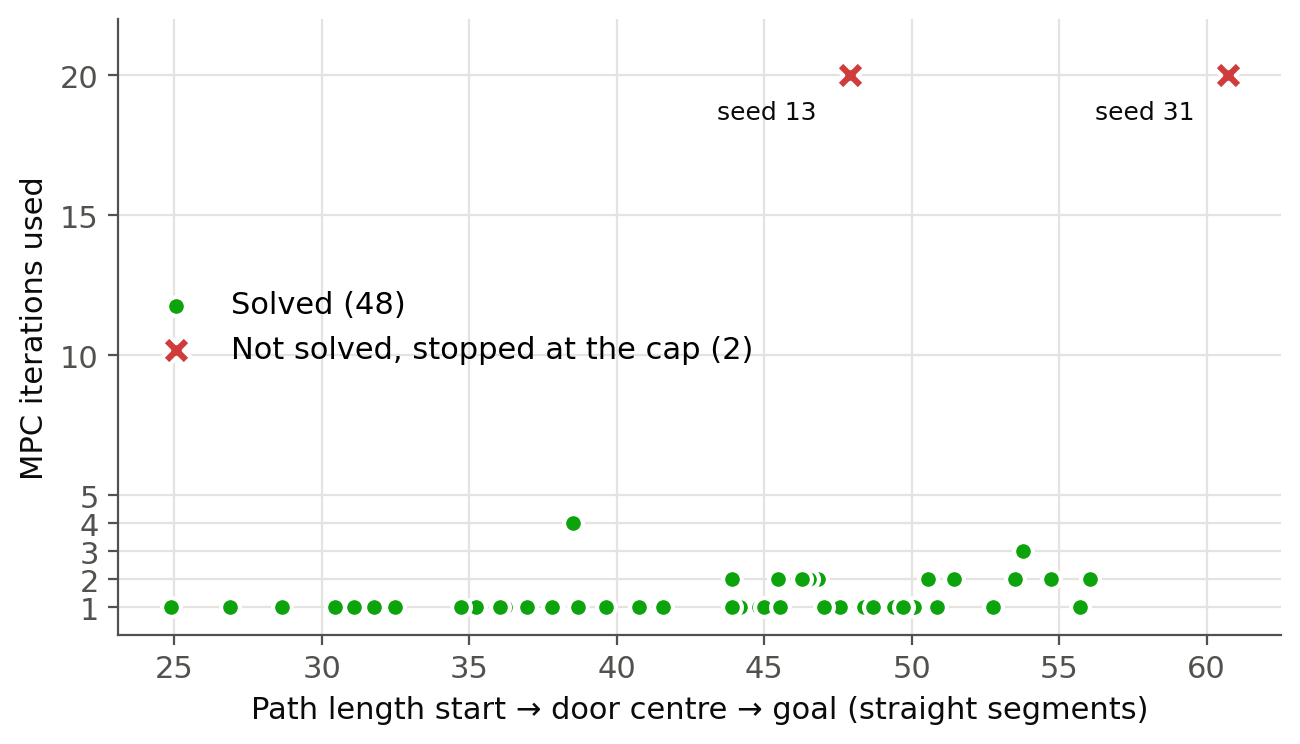 MPC iterations used
20
15
10
5
4
3
2
1
seed 13
seed 31
Solved (48)
Not solved, stopped at the cap (2)
25 30 35 40 45 50 55 60
Path length start → door centre → goal (straight segments)